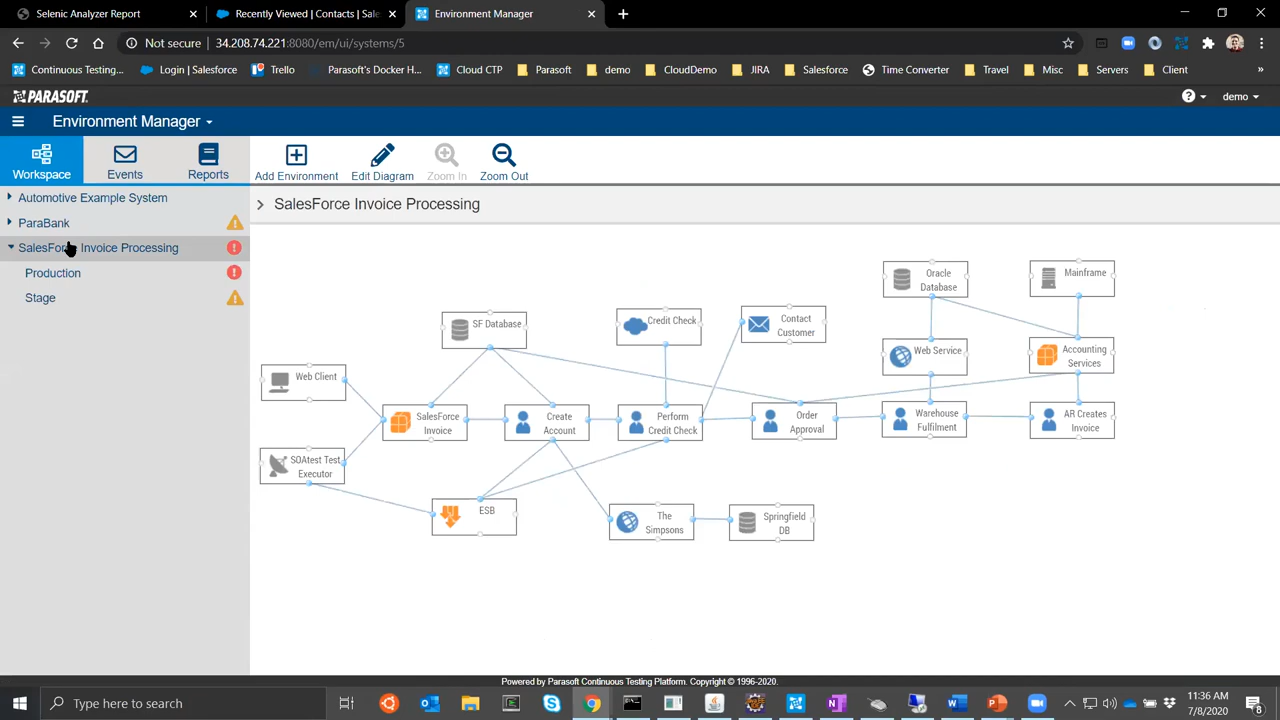 Selenic Analyzer Report
Recently Viewed | Contacts | Sale
Environment Manager
Not secure | 34.208.74.221:8080/em/ui/systems/5
Continuous Testing...
Login | Salesforce
Trello
Parasoft's Docker H...
Cloud CTP
Parasoft
demo
CloudDemo
JIRA
Salesforce
Time Converter
Travel
Misc
Servers
Client
»
PARASOFT.
demo
Environment Manager
Workspace
Events
Reports
Add Environment
Edit Diagram
Zoom In
Zoom Out
Automotive Example System
ParaBank
SalesForce Invoice Processing
Production
Stage
SalesForce Invoice Processing
Oracle
Database
Mainframe
SF Database
Credit Check
Contact
Customer
Web Service
Accounting
Services
Web Client
SalesForce
Invoice
Create
Account
Perform
Credit Check
Order
Approval
Warehouse
Fulfilment
AR Creates
Invoice
SOAtest Test
Executor
ESB
The
Simpsons
Springfield
DB
Powered by Parasoft Continuous Testing Platform. Copyright © 1996-2020.
Type here to search
11:36 AM
7/8/2020
8